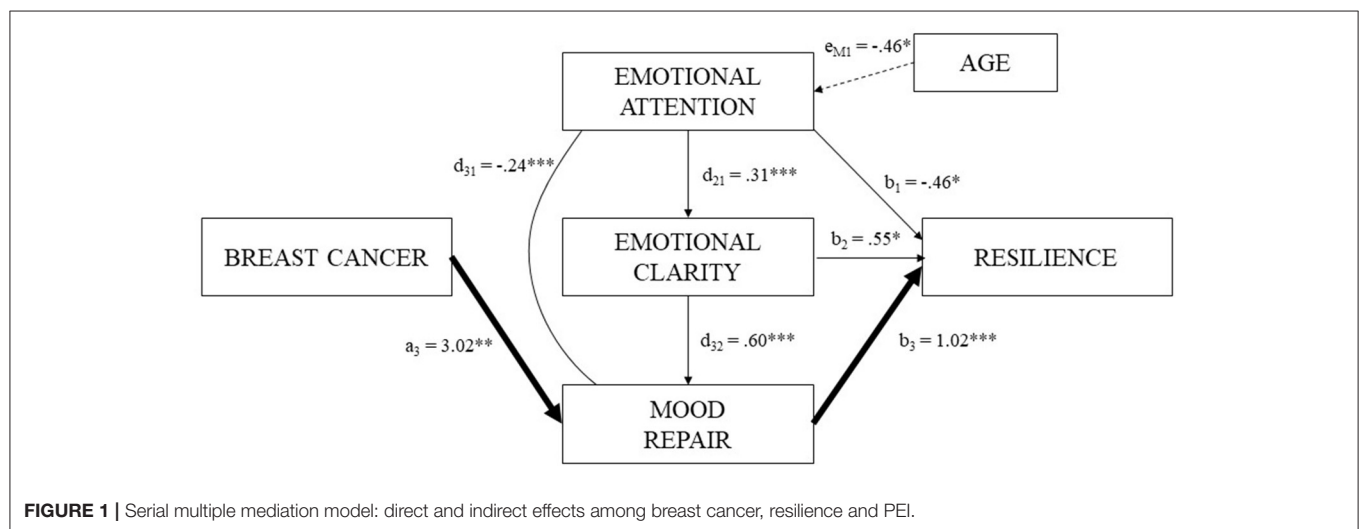 e_M1 = -.46*
AGE
EMOTIONAL
ATTENTION
d_31 = -.24***
d_21 = .31***
b_1 = -.46*
BREAST CANCER
EMOTIONAL
CLARITY
b_2 = .55*
RESILIENCE
a_3 = 3.02**
d_32 = .60***
b_3 = 1.02***
MOOD
REPAIR
FIGURE 1 | Serial multiple mediation model: direct and indirect effects among breast cancer, resilience and PEI.